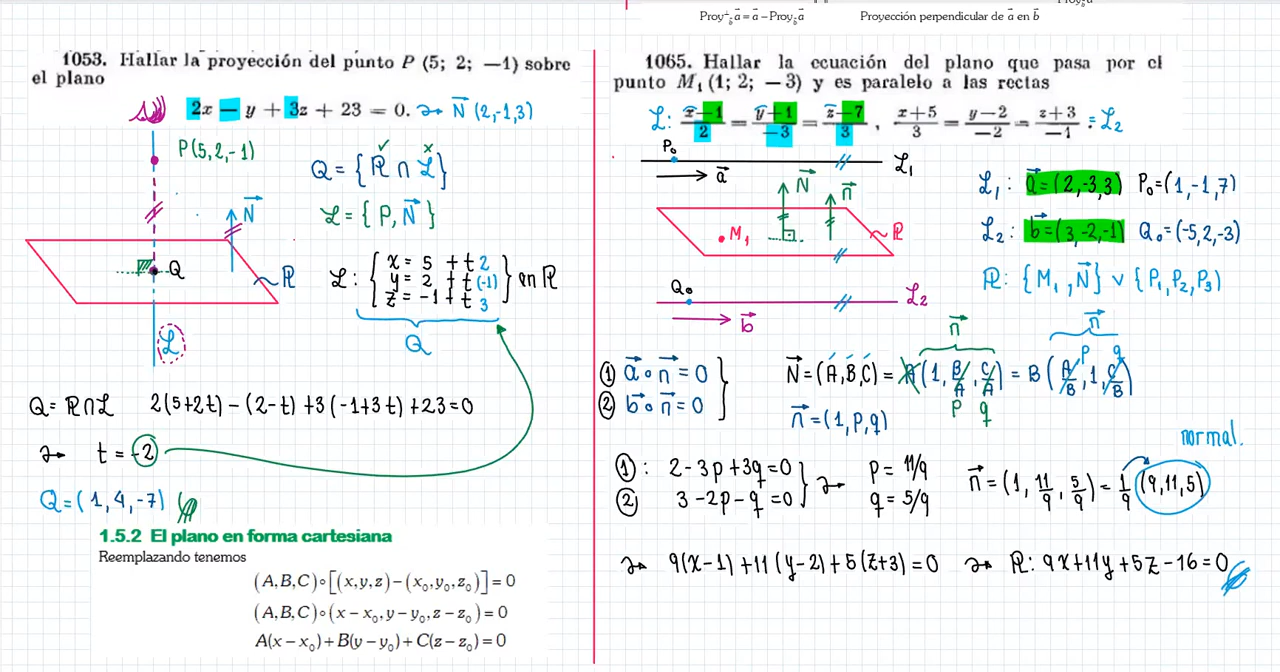 Proy⊥b a⃗ = a⃗ − Proyb a⃗ Proyección perpendicular de a⃗ en b⃗
1053. Hallar la proyección del punto P (5; 2; —1) sobre
el plano
2x — y + 3z + 23 = 0. → N⃗ (2,-1,3)
P(5,2,-1)
Q = { ℙ ∩ L }
✓ x
N⃗
L = { P, N⃗ }
Q
ℙ
L : { x = 5 + t 2
y = 2 + t (-1)
z = -1 + t 3 } en ℙ
Q
L
Q = ℙ∩L 2(5+2t) - (2-t) +3(-1+3t) +23=0
→ t = -2
Q = (1, 4, -7)
1.5.2 El plano en forma cartesiana
Reemplazando tenemos
(A,B,C)∘[(x,y,z)−(x₀,y₀,z₀)] = 0
(A,B,C)∘(x−x₀,y−y₀,z−z₀) = 0
A(x−x₀)+B(y−y₀)+C(z−z₀) = 0
1065. Hallar la ecuación del plano que pasa por el
punto M₁ (1; 2; — 3) y es paralelo a las rectas
L: x—1/2 = y+1/—3 = z—7/3 , x+5/3 = y—2/—2 = z+3/—1 : L₂
P₀
L₁
a⃗
N⃗ n⃗
L₁ : a⃗ = (2,-3,3) P₀=(1,-1,7)
M₁
ℙ
L₂ : b⃗ = (3,-2,-1) Q₀=(-5,2,-3)
ℙ: {M₁, N⃗} ∨ {P₁, P₂, P₃}
Q₀
L₂
b⃗
n⃗ n⃗
① a⃗ ∘ n⃗ = 0
② b⃗ ∘ n⃗ = 0
N⃗ = (A,B,C) = A(1, B/A, C/A) = B(A/B, 1, C/B)
p q
p q
n⃗ = (1, p, q)
normal.
①: 2 - 3p + 3q = 0
② 3 - 2p - q = 0
→ p = 11/9
q = 5/9
n⃗ = (1, 11/9, 5/9) = 1/9 (9, 11, 5)
→ 9(x-1) +11(y-2) + 5(z+3) = 0 → ℙ: 9x+11y+5z-16=0